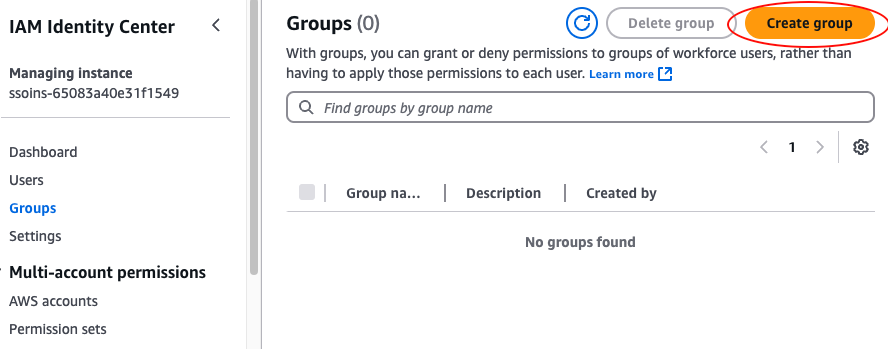 IAM Identity Center
Managing instance
ssoins-65083a40e31f1549
Dashboard
Users
Groups
Settings
Multi-account permissions
AWS accounts
Permission sets
Groups (0)
Delete group
Create group
With groups, you can grant or deny permissions to groups of workforce users, rather than
having to apply those permissions to each user. Learn more
Find groups by group name
1
Group na... Description Created by
No groups found